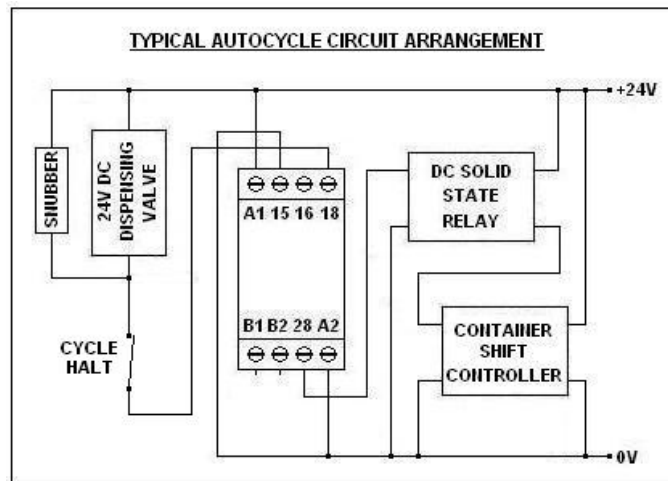 TYPICAL AUTOCYCLE CIRCUIT ARRANGEMENT
+24V
SNUBBER
24V DC
DISPENSING
VALVE
A1 15 16 18
DC SOLID
STATE
RELAY
B1 B2 28 A2
CYCLE
HALT
CONTAINER
SHIFT
CONTROLLER
0V